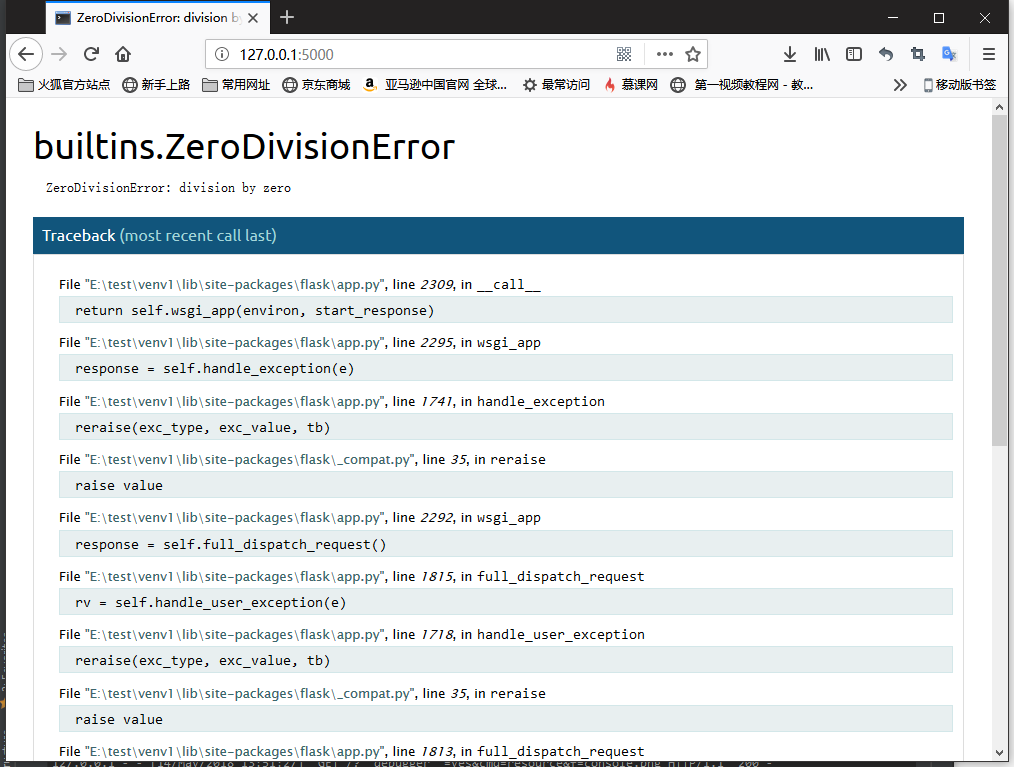 ZeroDivisionError: division b
127.0.0.1:5000
火狐官方站点 新手上路 常用网址 京东商城 亚马逊中国官网 全球... 最常访问 慕课网 第一视频教程网 - 教... 移动版书签
builtins.ZeroDivisionError
ZeroDivisionError: division by zero
Traceback (most recent call last)
File "E:\test\venv1\lib\site-packages\flask\app.py", line 2309, in __call__
return self.wsgi_app(environ, start_response)
File "E:\test\venv1\lib\site-packages\flask\app.py", line 2295, in wsgi_app
response = self.handle_exception(e)
File "E:\test\venv1\lib\site-packages\flask\app.py", line 1741, in handle_exception
reraise(exc_type, exc_value, tb)
File "E:\test\venv1\lib\site-packages\flask\_compat.py", line 35, in reraise
raise value
File "E:\test\venv1\lib\site-packages\flask\app.py", line 2292, in wsgi_app
response = self.full_dispatch_request()
File "E:\test\venv1\lib\site-packages\flask\app.py", line 1815, in full_dispatch_request
rv = self.handle_user_exception(e)
File "E:\test\venv1\lib\site-packages\flask\app.py", line 1718, in handle_user_exception
reraise(exc_type, exc_value, tb)
File "E:\test\venv1\lib\site-packages\flask\_compat.py", line 35, in reraise
raise value
File "E:\test\venv1\lib\site-packages\flask\app.py", line 1813, in full_dispatch_request